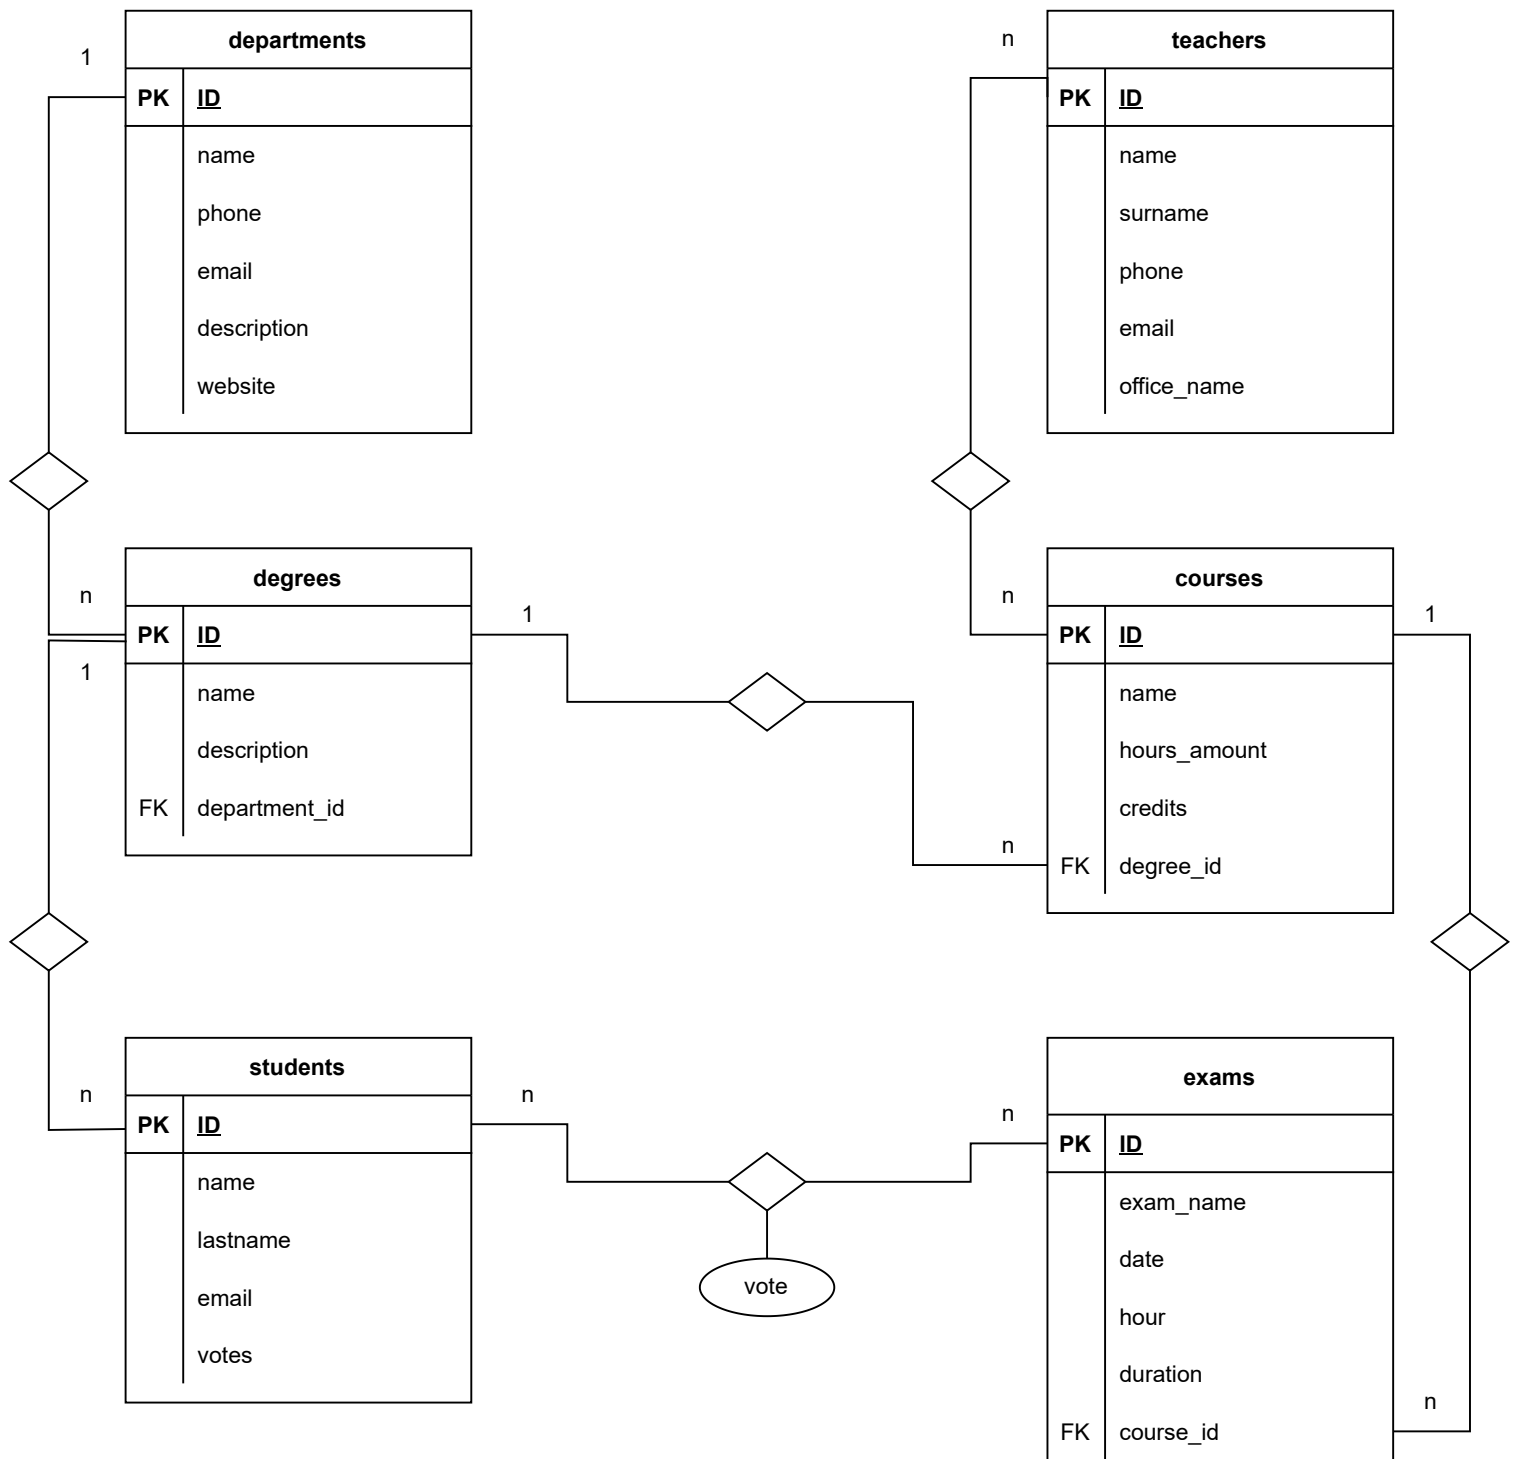 departments
1
PK ID
name
phone
email
description
website
teachers
n
PK ID
name
surname
phone
email
office_name
degrees
n
PK ID
1
1
name
description
FK department_id
courses
n
PK ID
1
name
hours_amount
credits
n
FK degree_id
students
n
PK ID
n
name
lastname
email
votes
vote
exams
n
PK ID
exam_name
date
hour
duration
n
FK course_id